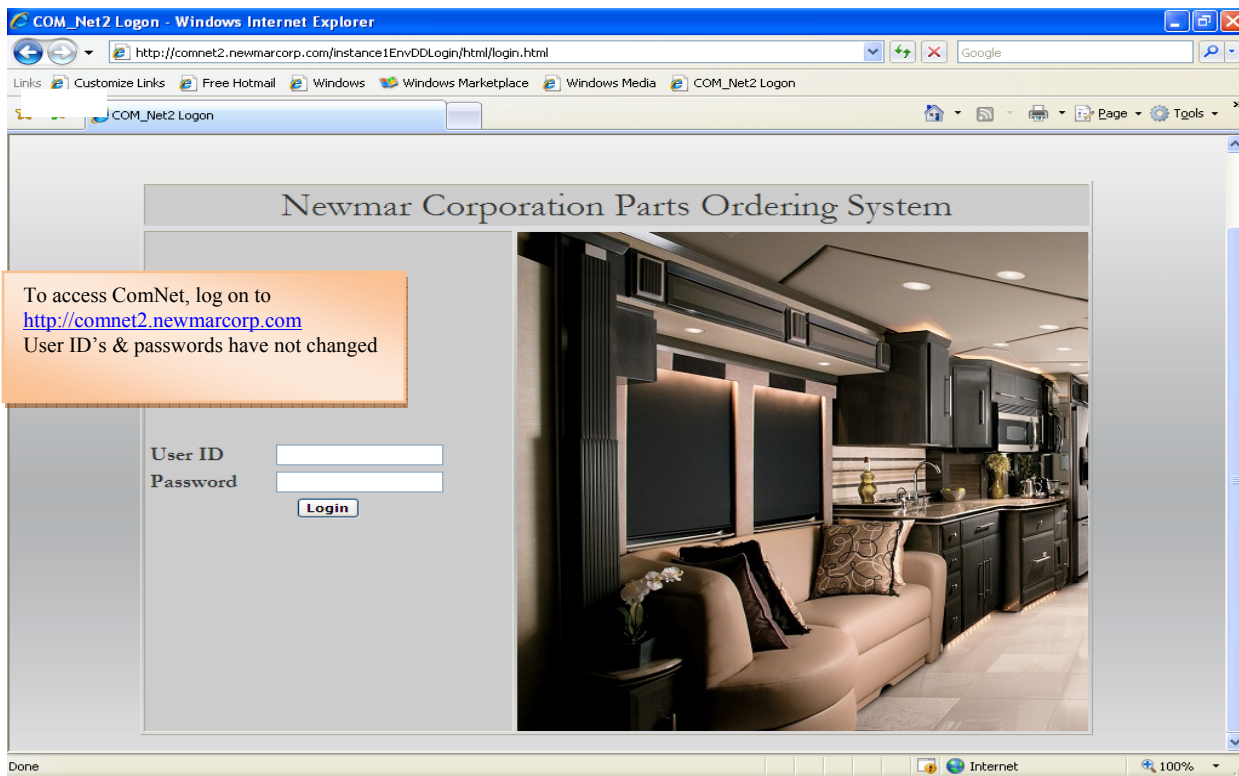 COM_Net2 Logon - Windows Internet Explorer
http://comnet2.newmarcorp.com/instance1EnvDDLogin/html/login.html
Google
Links Customize Links Free Hotmail Windows Windows Marketplace Windows Media COM_Net2 Logon
COM_Net2 Logon
Page Tools
Newmar Corporation Parts Ordering System
To access ComNet, log on to
http://comnet2.newmarcorp.com
User ID’s & passwords have not changed
User ID
Password
Login
Done
Internet
100%